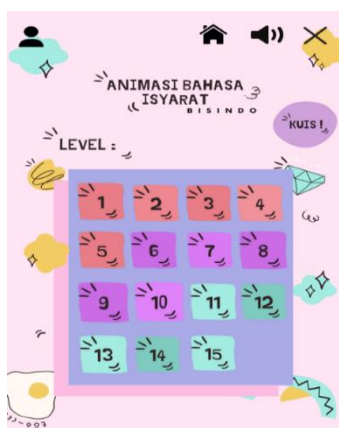 ANIMASI BAHASA
ISYARAT
BISINDO
KUIS!
LEVEL :
1 2 3 4
5 6 7 8
9 10 11 12
13 14 15